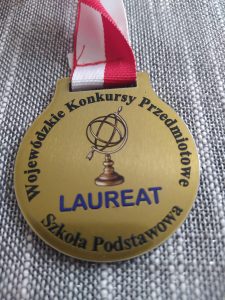 Wojewódzkie Konkursy Przedmiotowe
LAUREAT
Szkoła Podstawowa